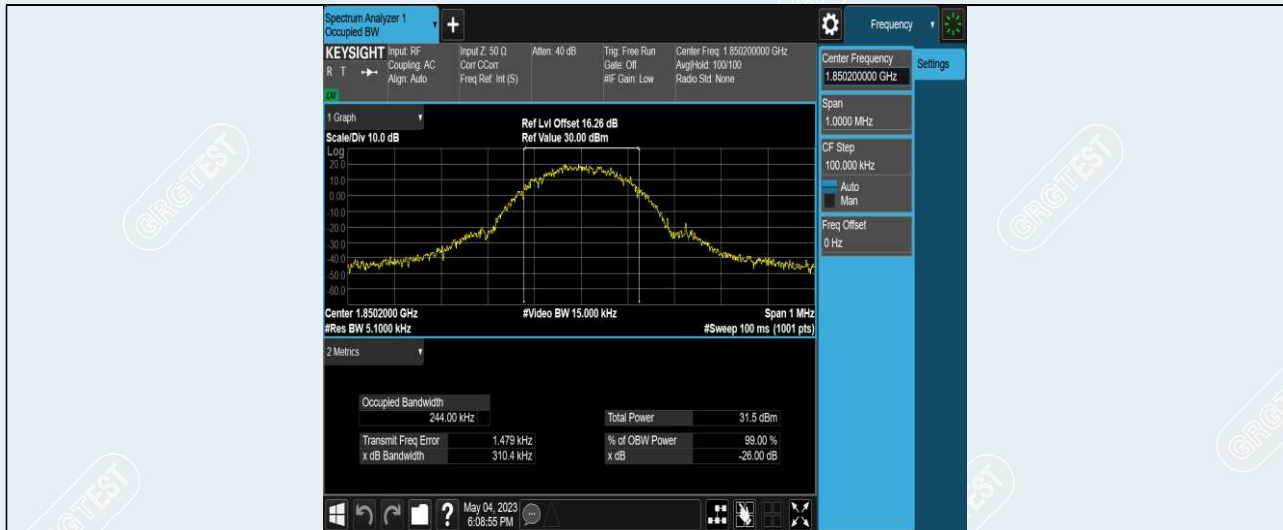 Spectrum Analyzer 1
Occupied BW
+
Frequency
KEYSIGHT
R T
Input: RF
Coupling: AC
Align: Auto
Input Z: 50 Ω
Corr CCorr
Freq Ref: Int (S)
Atten: 40 dB
Trig: Free Run
Gate: Off
#IF Gain: Low
Center Freq: 1.850200000 GHz
Avg|Hold: 100/100
Radio Std: None
Center Frequency
1.850200000 GHz
Settings
Span
1.0000 MHz
CF Step
100.000 kHz
Auto
Man
Freq Offset
0 Hz
1 Graph
Scale/Div 10.0 dB
Ref Lvl Offset 16.26 dB
Ref Value 30.00 dBm
Log
20.0
10.0
0.00
-10.0
-20.0
-30.0
-40.0
-50.0
-60.0
Center 1.8502000 GHz
#Video BW 15.000 kHz
Span 1 MHz
#Res BW 5.1000 kHz
#Sweep 100 ms (1001 pts)
2 Metrics
Occupied Bandwidth
244.00 kHz
Total Power 31.5 dBm
Transmit Freq Error 1.479 kHz
% of OBW Power 99.00 %
x dB Bandwidth 310.4 kHz
x dB -26.00 dB
?
May 04, 2023
6:08:55 PM
GRGTEST
GRGTEST
GRGTEST
GRGTEST
GRGTEST